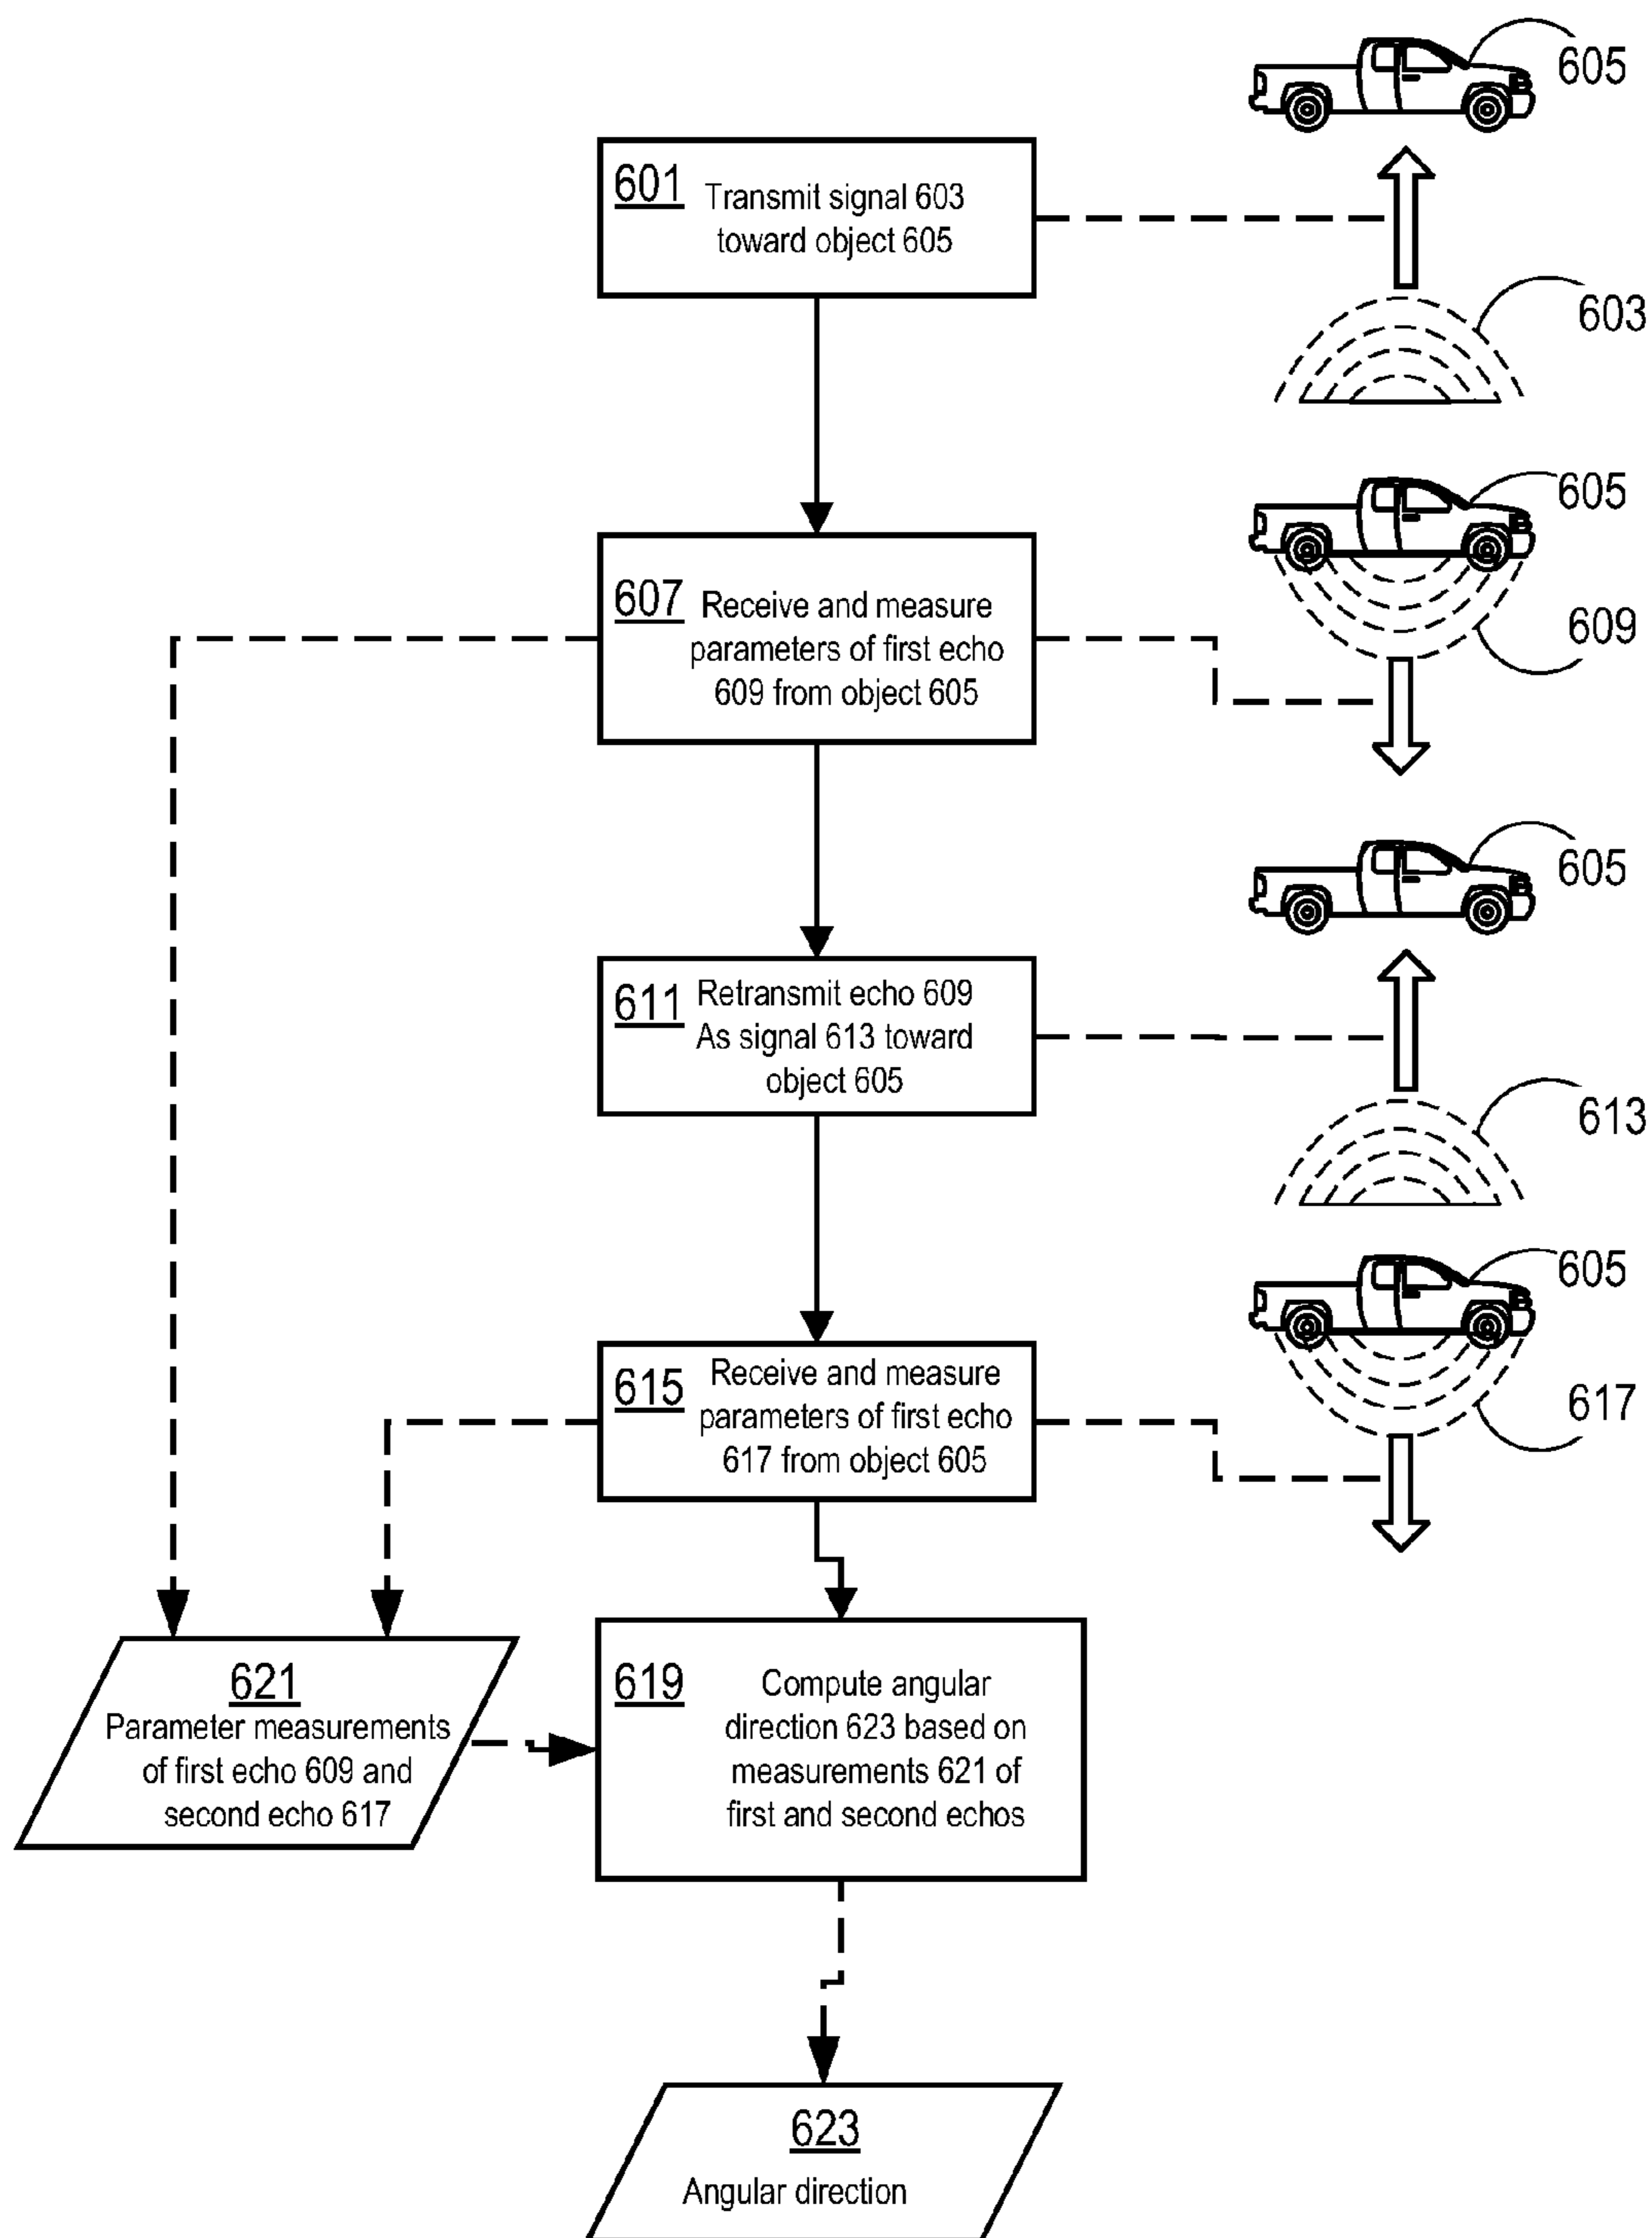 605
601 Transmit signal 603
toward object 605
603
605
607 Receive and measure
parameters of first echo
609 from object 605
609
605
611 Retransmit echo 609
As signal 613 toward
object 605
613
605
615 Receive and measure
parameters of first echo
617 from object 605
617
621
Parameter measurements
of first echo 609 and
second echo 617
619 Compute angular
direction 623 based on
measurements 621 of
first and second echos
623
Angular direction